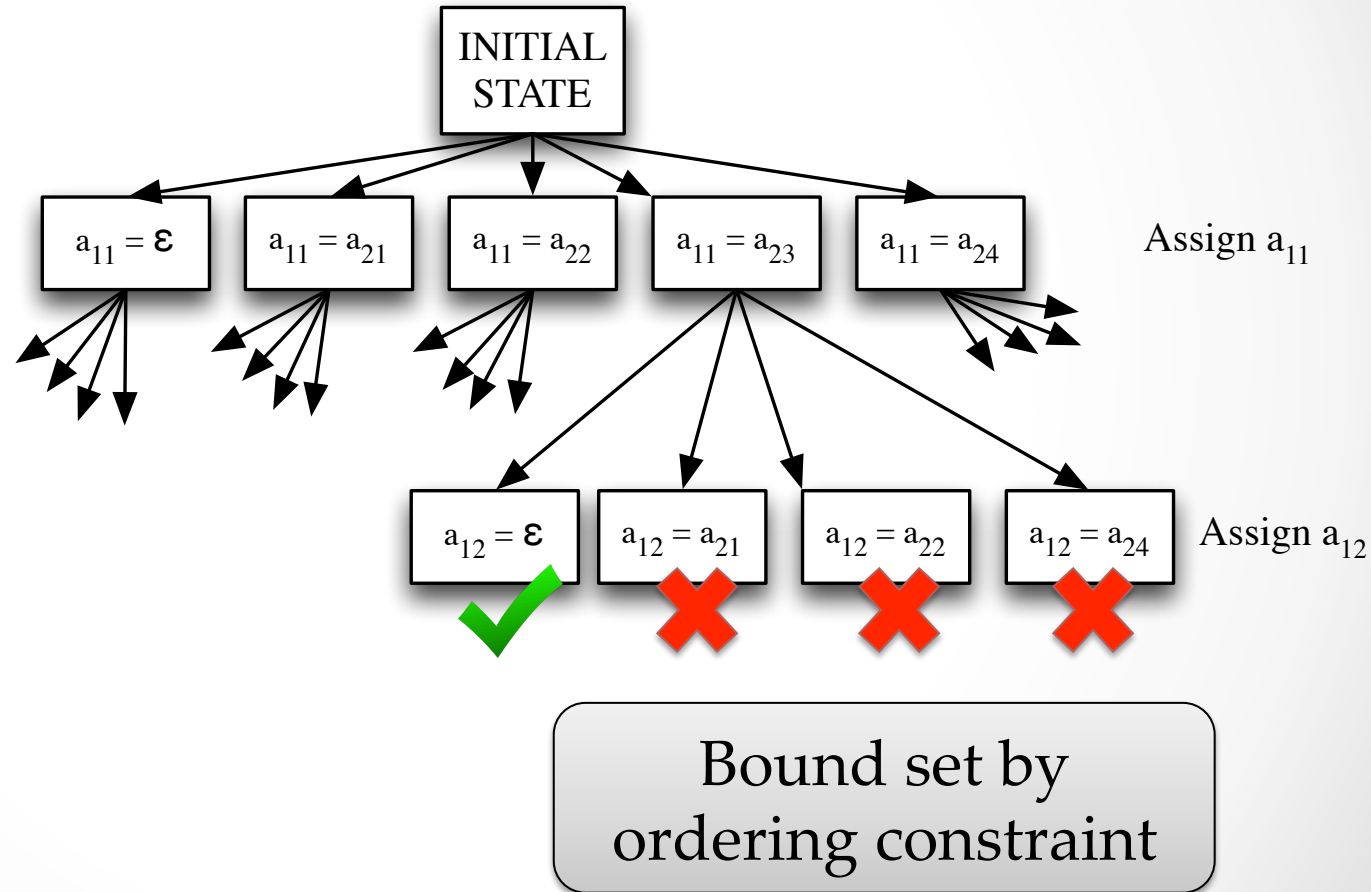 INITIAL
STATE
a₁₁ = ε
a₁₁ = a₂₁
a₁₁ = a₂₂
a₁₁ = a₂₃
a₁₁ = a₂₄
Assign a₁₁
a₁₂ = ε
a₁₂ = a₂₁
a₁₂ = a₂₂
a₁₂ = a₂₄
Assign a₁₂
Bound set by
ordering constraint